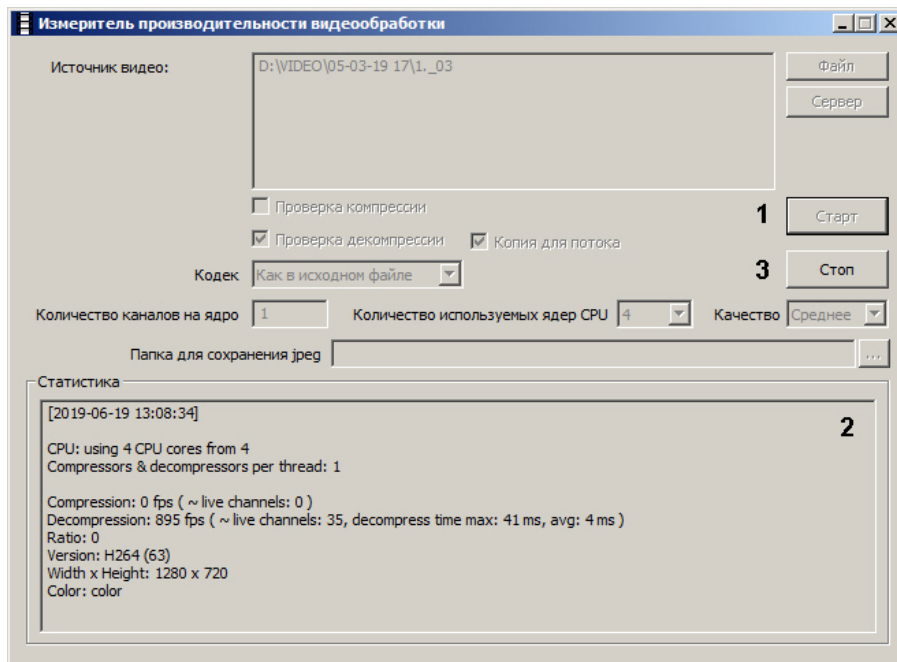 Измеритель производительности видеообработки
Источник видео:
D:\VIDEO\05-03-19 17\1._03
Файл
Сервер
Проверка компрессии
1 Старт
Проверка декомпрессии Копия для потока
Кодек Как в исходном файле
3 Стоп
Количество каналов на ядро 1 Количество используемых ядер CPU 4 Качество Среднее
Папка для сохранения jpeg ...
Статистика
[2019-06-19 13:08:34]
2
CPU: using 4 CPU cores from 4
Compressors & decompressors per thread: 1
Compression: 0 fps ( ~ live channels: 0 )
Decompression: 895 fps ( ~ live channels: 35, decompress time max: 41 ms, avg: 4 ms )
Ratio: 0
Version: H264 (63)
Width x Height: 1280 x 720
Color: color